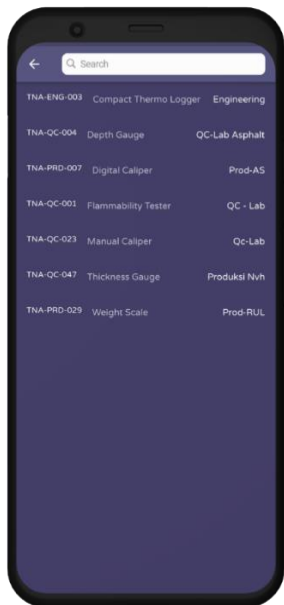 Search
TNA-ENG-003 Compact Thermo Logger Engineering
TNA-QC-004 Depth Gauge QC-Lab Asphalt
TNA-PRD-007 Digital Caliper Prod-AS
TNA-QC-001 Flammability Tester QC - Lab
TNA-QC-023 Manual Caliper Qc-Lab
TNA-QC-047 Thickness Gauge Produksi Nvh
TNA-PRD-029 Weight Scale Prod-RUL